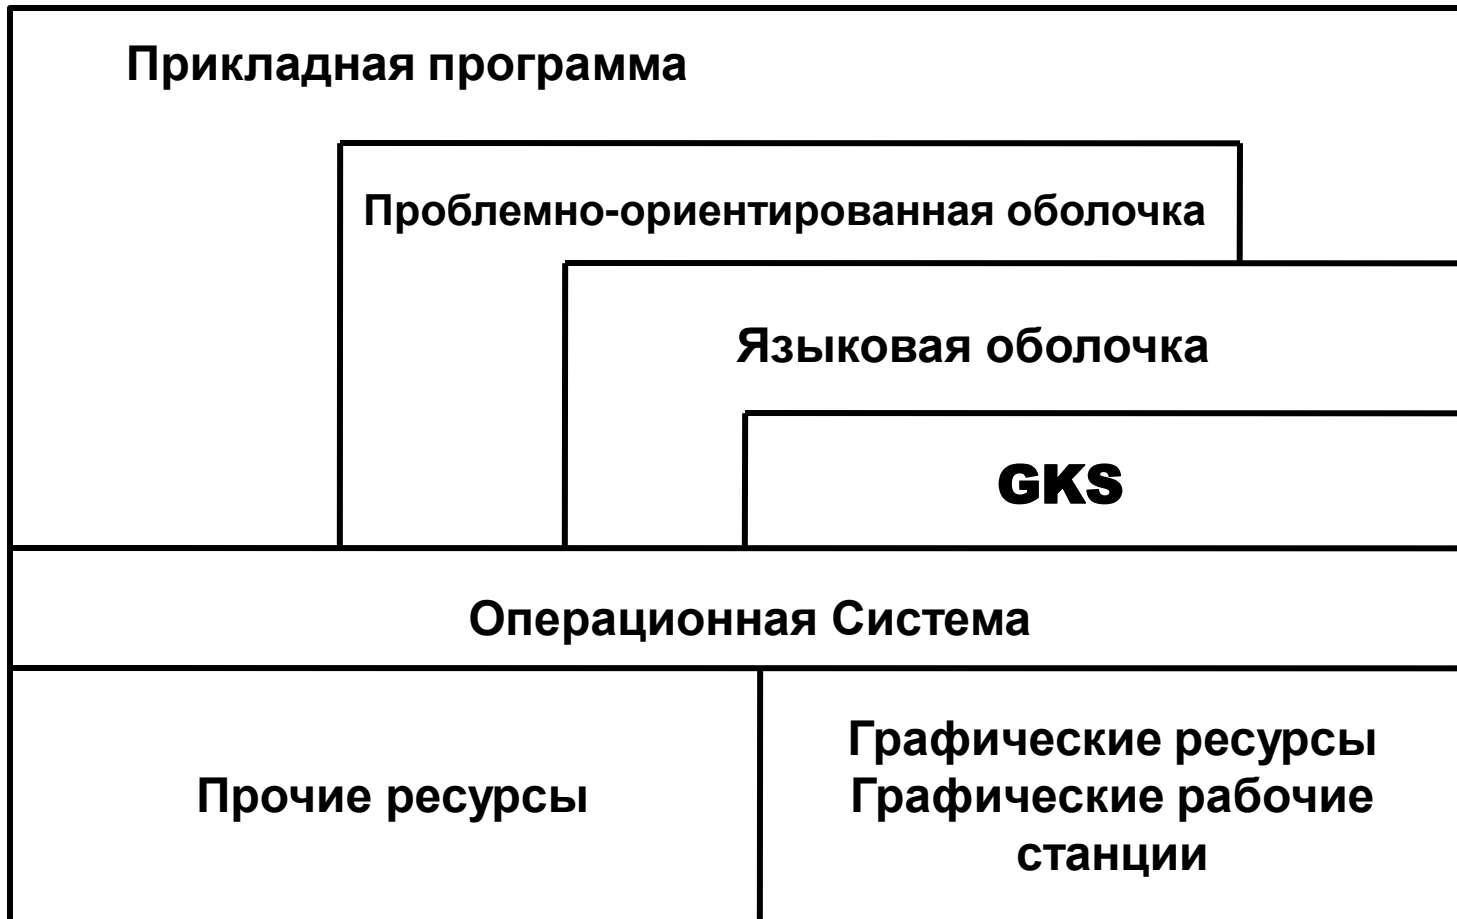 Прикладная программа
Проблемно-ориентированная оболочка
Языковая оболочка
GKS
Операционная Система
Прочие ресурсы
Графические ресурсы
Графические рабочие
станции